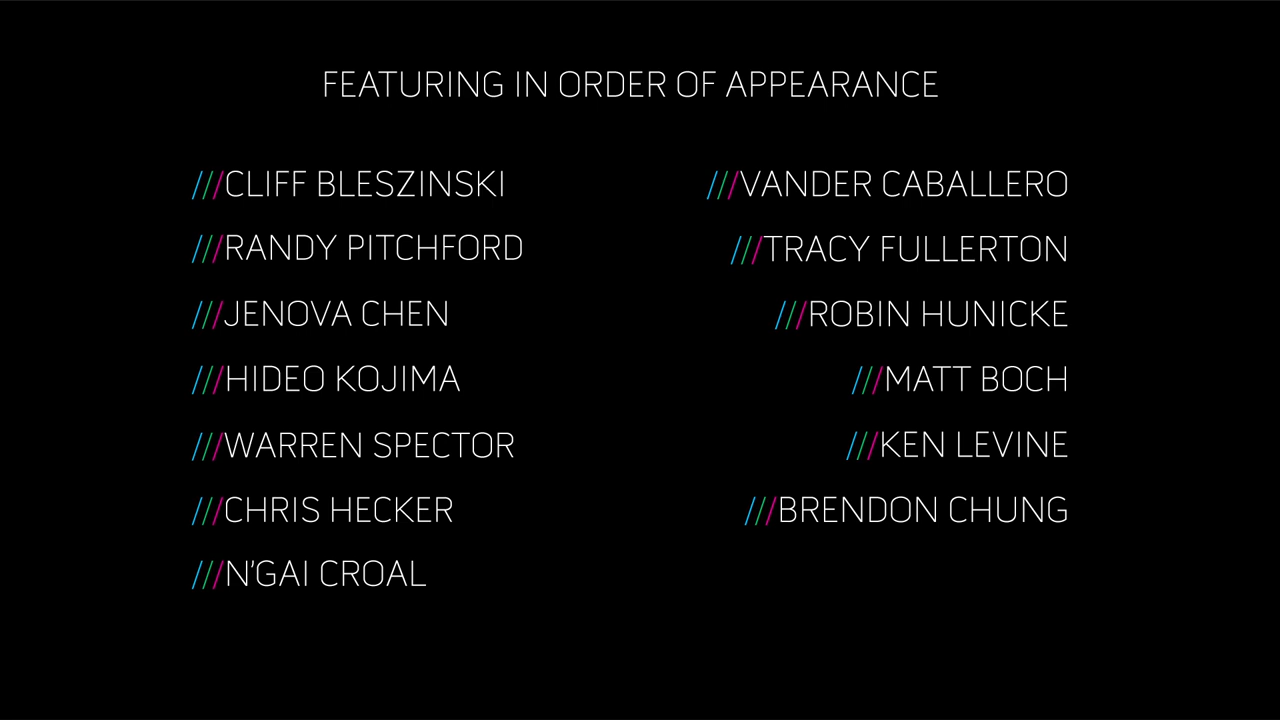 FEATURING IN ORDER OF APPEARANCE
///CLIFF BLESZINSKI
///RANDY PITCHFORD
///JENOVA CHEN
///HIDEO KOJIMA
///WARREN SPECTOR
///CHRIS HECKER
///N'GAI CROAL
///VANDER CABALLERO
///TRACY FULLERTON
///ROBIN HUNICKE
///MATT BOCH
///KEN LEVINE
///BRENDON CHUNG